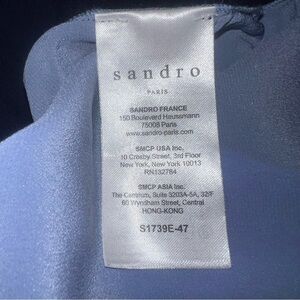 sandro
PARIS
SANDRO FRANCE
150 Boulevard Haussmann
75008 Paris
www.sandro-paris.com
SMCP USA Inc.
10 Crosby Street, 3rd Floor
New York, New York 10013
RN132784
SMCP ASIA Inc.
The Centrium, Suite 3203A-5A, 32/F
60 Wyndham Street, Central
HONG-KONG
S1739E-47